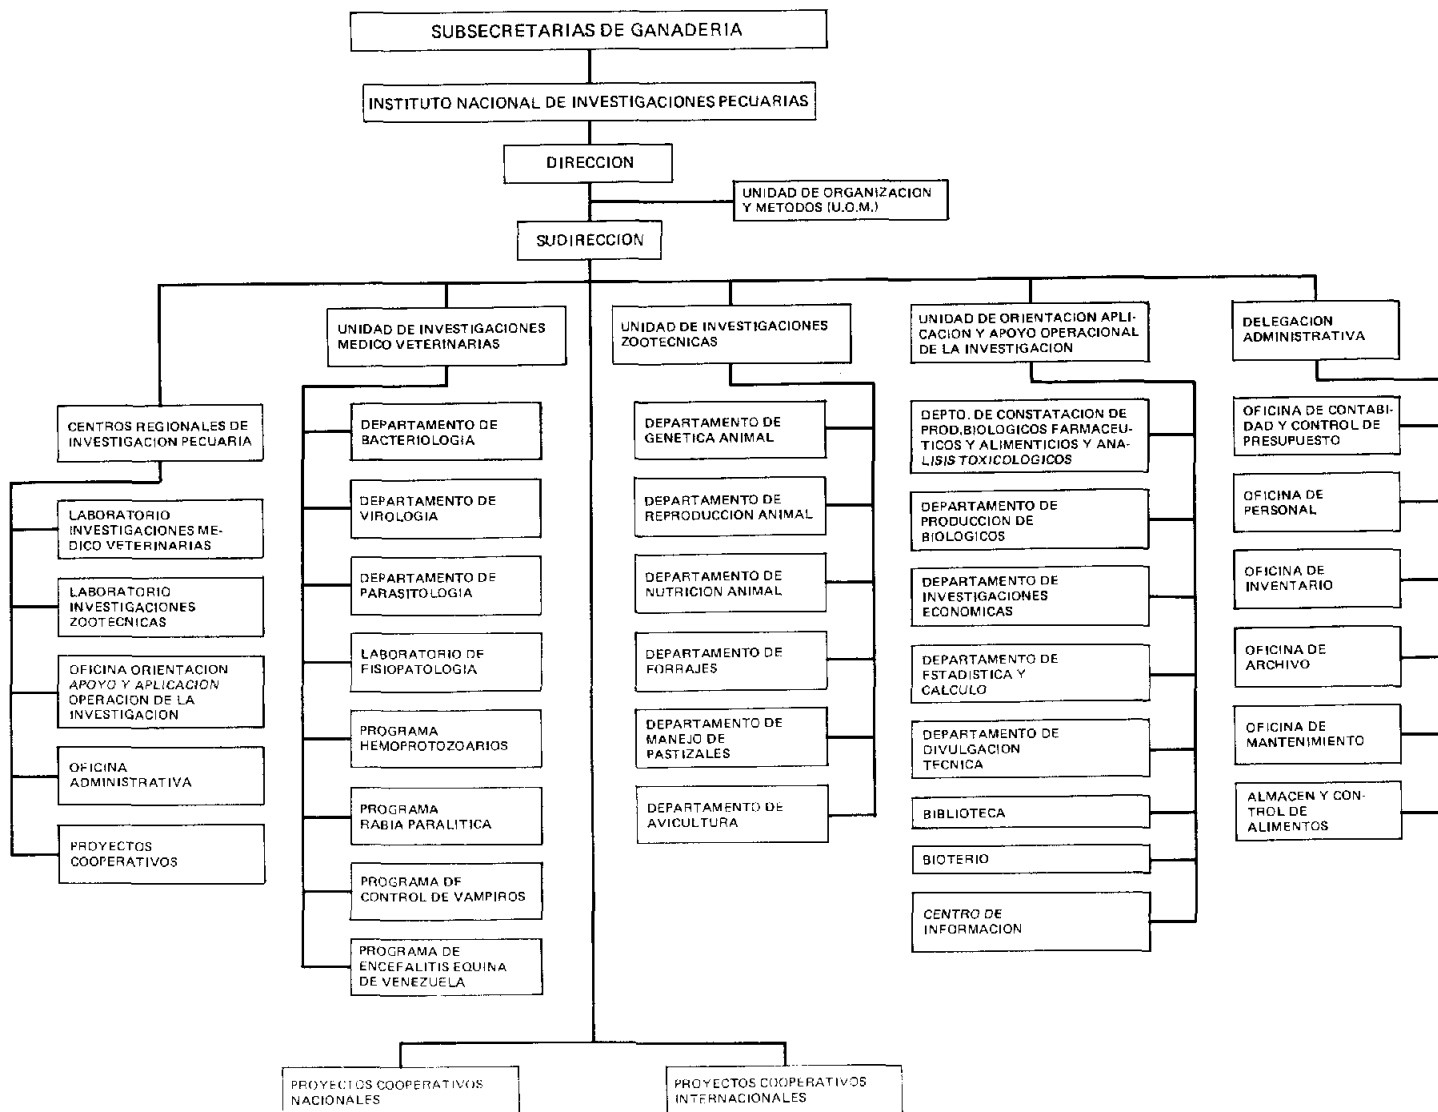 SUBSECRETARIAS DE GANADERIA
INSTITUTO NACIONAL DE INVESTIGACIONES PECUARIAS
DIRECCION
UNIDAD DE ORGANIZACION
Y METODOS (U.O.M.)
SUDIRECCION
CENTROS REGIONALES DE
INVESTIGACION PECUARIA
LABORATORIO
INVESTIGACIONES ME-
DICO VETERINARIAS
LABORATORIO
INVESTIGACIONES
ZOOTECNICAS
OFICINA ORIENTACION
APOYO Y APLICACION
OPERACION DE LA
INVESTIGACION
OFICINA
ADMINISTRATIVA
PROYECTOS
COOPERATIVOS
UNIDAD DE INVESTIGACIONES
MEDICO VETERINARIAS
DEPARTAMENTO DE
BACTERIOLOGIA
DEPARTAMENTO DE
VIROLOGIA
DEPARTAMENTO DE
PARASITOLOGIA
LABORATORIO DE
FISIOPATOLOGIA
PROGRAMA
HEMOPROTOZOARIOS
PROGRAMA
RABIA PARALITICA
PROGRAMA DE
CONTROL DE VAMPIROS
PROGRAMA DE
ENCEFALITIS EQUINA
DE VENEZUELA
UNIDAD DE INVESTIGACIONES
ZOOTECNICAS
DEPARTAMENTO DE
GENETICA ANIMAL
DEPARTAMENTO DE
REPRODUCCION ANIMAL
DEPARTAMENTO DE
NUTRICION ANIMAL
DEPARTAMENTO DE
FORRAJES
DEPARTAMENTO DE
MANEJO DE
PASTIZALES
DEPARTAMENTO DE
AVICULTURA
UNIDAD DE ORIENTACION APLI-
CACION Y APOYO OPERACIONAL
DE LA INVESTIGACION
DEPTO. DE CONSTATACION DE
PROD.BIOLOGICOS FARMACEU-
TICOS Y ALIMENTICIOS Y ANA-
LISIS TOXICOLOGICOS
DEPARTAMENTO DE
PRODUCCION DE
BIOLOGICOS
DEPARTAMENTO DE
INVESTIGACIONES
ECONOMICAS
DEPARTAMENTO DE
ESTADISTICA Y
CALCULO
DEPARTAMENTO DE
DIVULGACION
TECNICA
BIBLIOTECA
BIOTERIO
CENTRO DE
INFORMACION
DELEGACION
ADMINISTRATIVA
OFICINA DE CONTABI-
DAD Y CONTROL DE
PRESUPUESTO
OFICINA DE
PERSONAL
OFICINA DE
INVENTARIO
OFICINA DE
ARCHIVO
OFICINA DE
MANTENIMIENTO
ALMACEN Y CON-
TROL DE
ALIMENTOS
PROYECTOS COOPERATIVOS
NACIONALES
PROYECTOS COOPERATIVOS
INTERNACIONALES